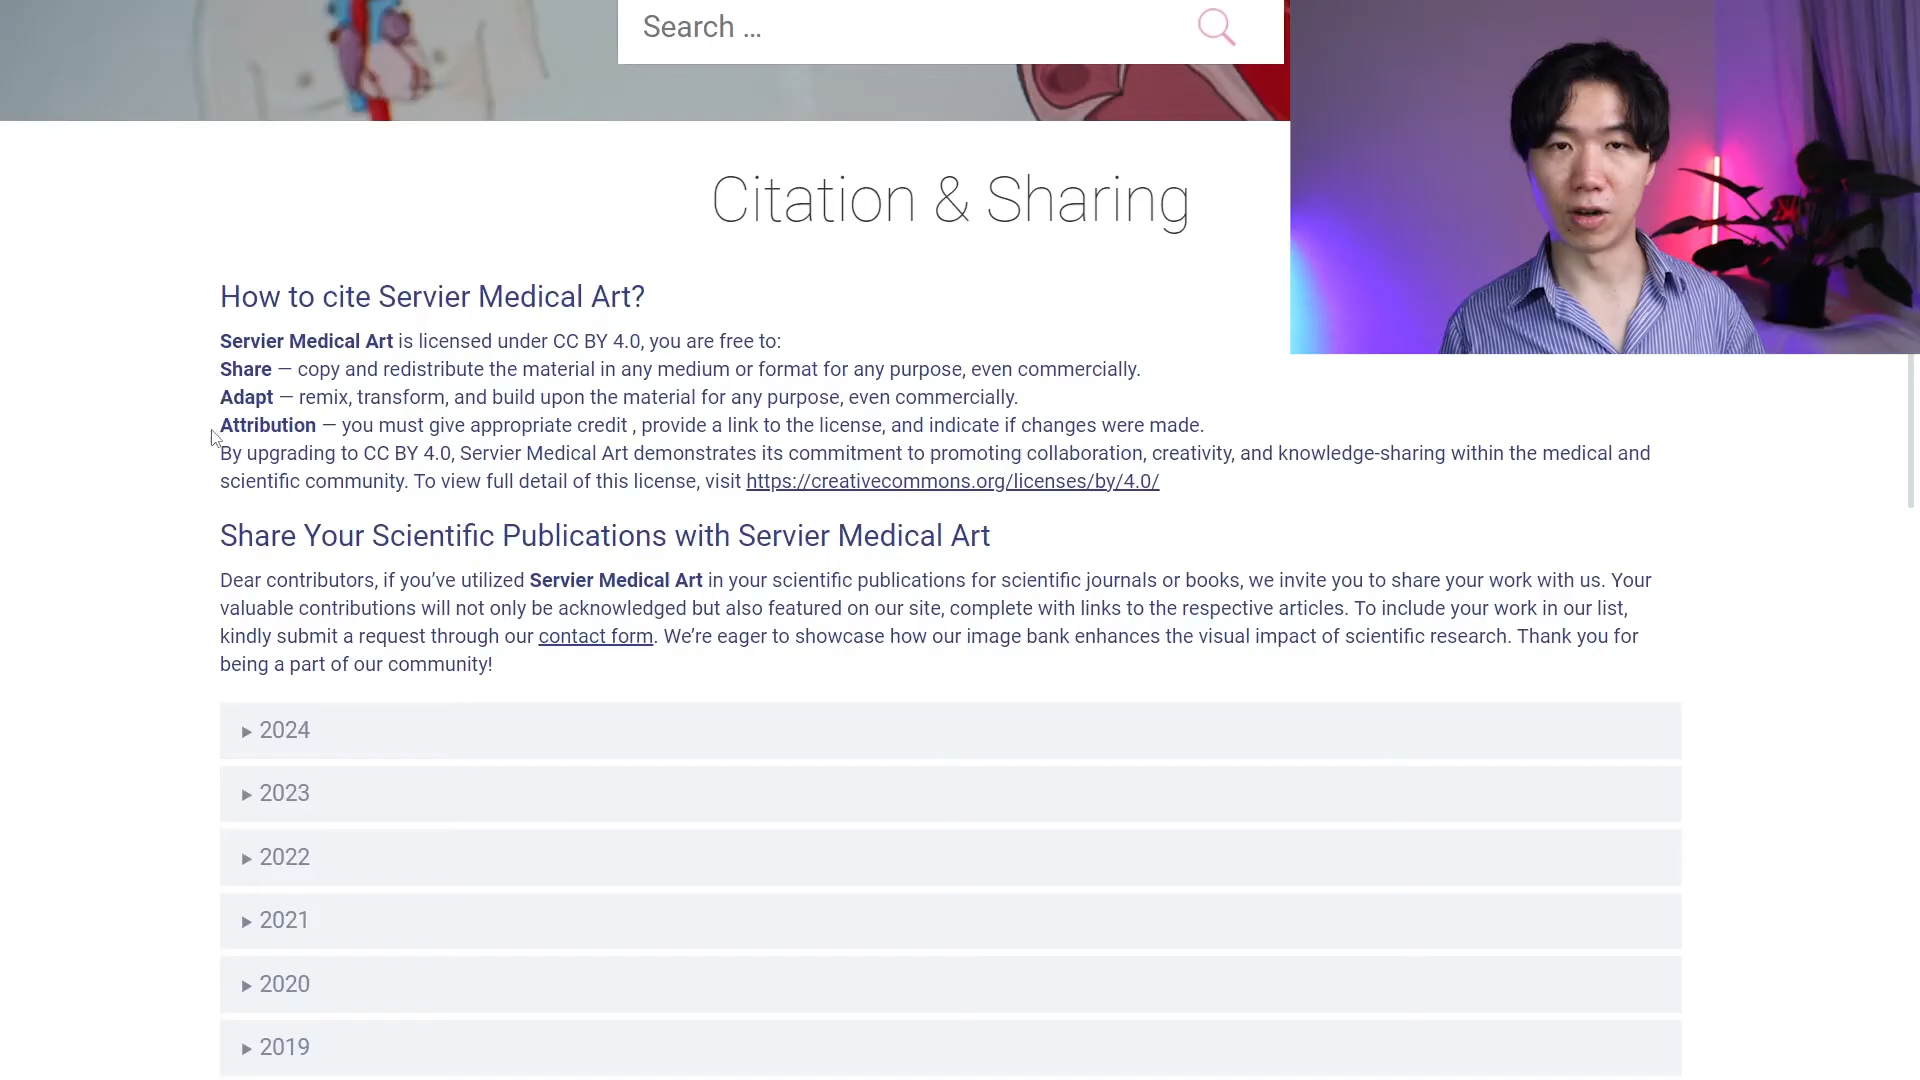 Search ...
Citation & Sharing
How to cite Servier Medical Art?
Servier Medical Art is licensed under CC BY 4.0, you are free to:
Share — copy and redistribute the material in any medium or format for any purpose, even commercially.
Adapt — remix, transform, and build upon the material for any purpose, even commercially.
Attribution — you must give appropriate credit , provide a link to the license, and indicate if changes were made.
By upgrading to CC BY 4.0, Servier Medical Art demonstrates its commitment to promoting collaboration, creativity, and knowledge-sharing within the medical and
scientific community. To view full detail of this license, visit https://creativecommons.org/licenses/by/4.0/
Share Your Scientific Publications with Servier Medical Art
Dear contributors, if you’ve utilized Servier Medical Art in your scientific publications for scientific journals or books, we invite you to share your work with us. Your
valuable contributions will not only be acknowledged but also featured on our site, complete with links to the respective articles. To include your work in our list,
kindly submit a request through our contact form. We’re eager to showcase how our image bank enhances the visual impact of scientific research. Thank you for
being a part of our community!
2024
2023
2022
2021
2020
2019